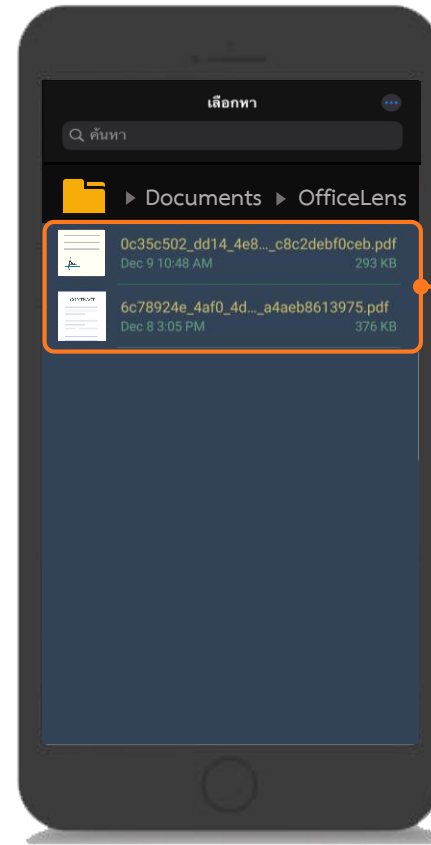 เลือกหา
ค้นหา
Documents OfficeLens
0c35c502_dd14_4e8..._c8c2debf0ceb.pdf
Dec 9 10:48 AM 293 KB
CONTRACT
6c78924e_4af0_4d..._a4aeb8613975.pdf
Dec 8 3:05 PM 376 KB